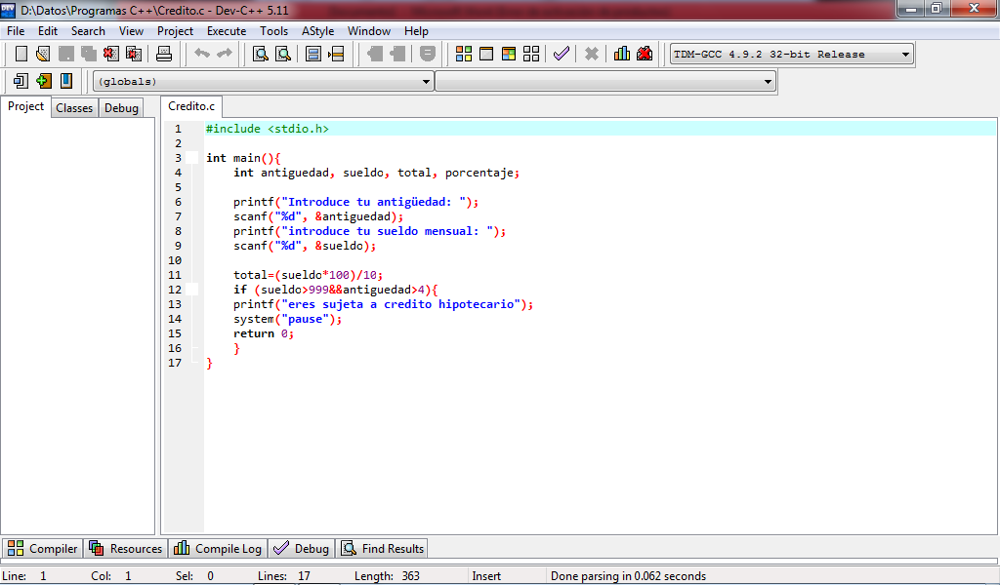 D:\Datos\Programas C++\Credito.c - Dev-C++ 5.11
File Edit Search View Project Execute Tools AStyle Window Help
TDM-GCC 4.9.2 32-bit Release
(globals)
Project Classes Debug
Credito.c
1 #include <stdio.h>
2
3 int main(){
4 int antiguedad, sueldo, total, porcentaje;
5
6 printf("Introduce tu antigüedad: ");
7 scanf("%d", &antiguedad);
8 printf("introduce tu sueldo mensual: ");
9 scanf("%d", &sueldo);
10
11 total=(sueldo*100)/10;
12 if (sueldo>999&&antiguedad>4){
13 printf("eres sujeta a credito hipotecario");
14 system("pause");
15 return 0;
16 }
17 }
Compiler Resources Compile Log Debug Find Results
Line: 1 Col: 1 Sel: 0 Lines: 17 Length: 363 Insert Done parsing in 0.062 seconds